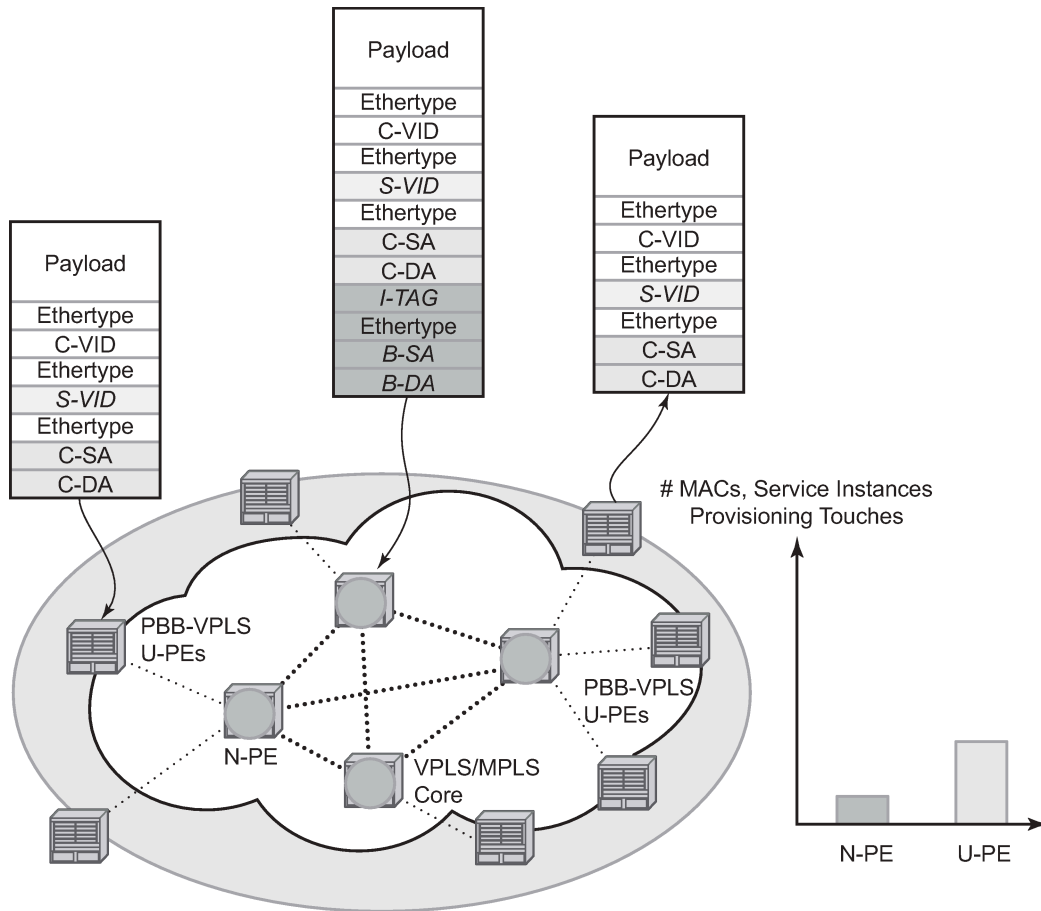 Payload
Ethertype
C-VID
Ethertype
S-VID
Ethertype
C-SA
C-DA
Payload
Ethertype
C-VID
Ethertype
S-VID
Ethertype
C-SA
C-DA
I-TAG
Ethertype
B-SA
B-DA
Payload
Ethertype
C-VID
Ethertype
S-VID
Ethertype
C-SA
C-DA
PBB-VPLS
U-PEs
N-PE
VPLS/MPLS
Core
PBB-VPLS
U-PEs
# MACs, Service Instances
Provisioning Touches
N-PE
U-PE